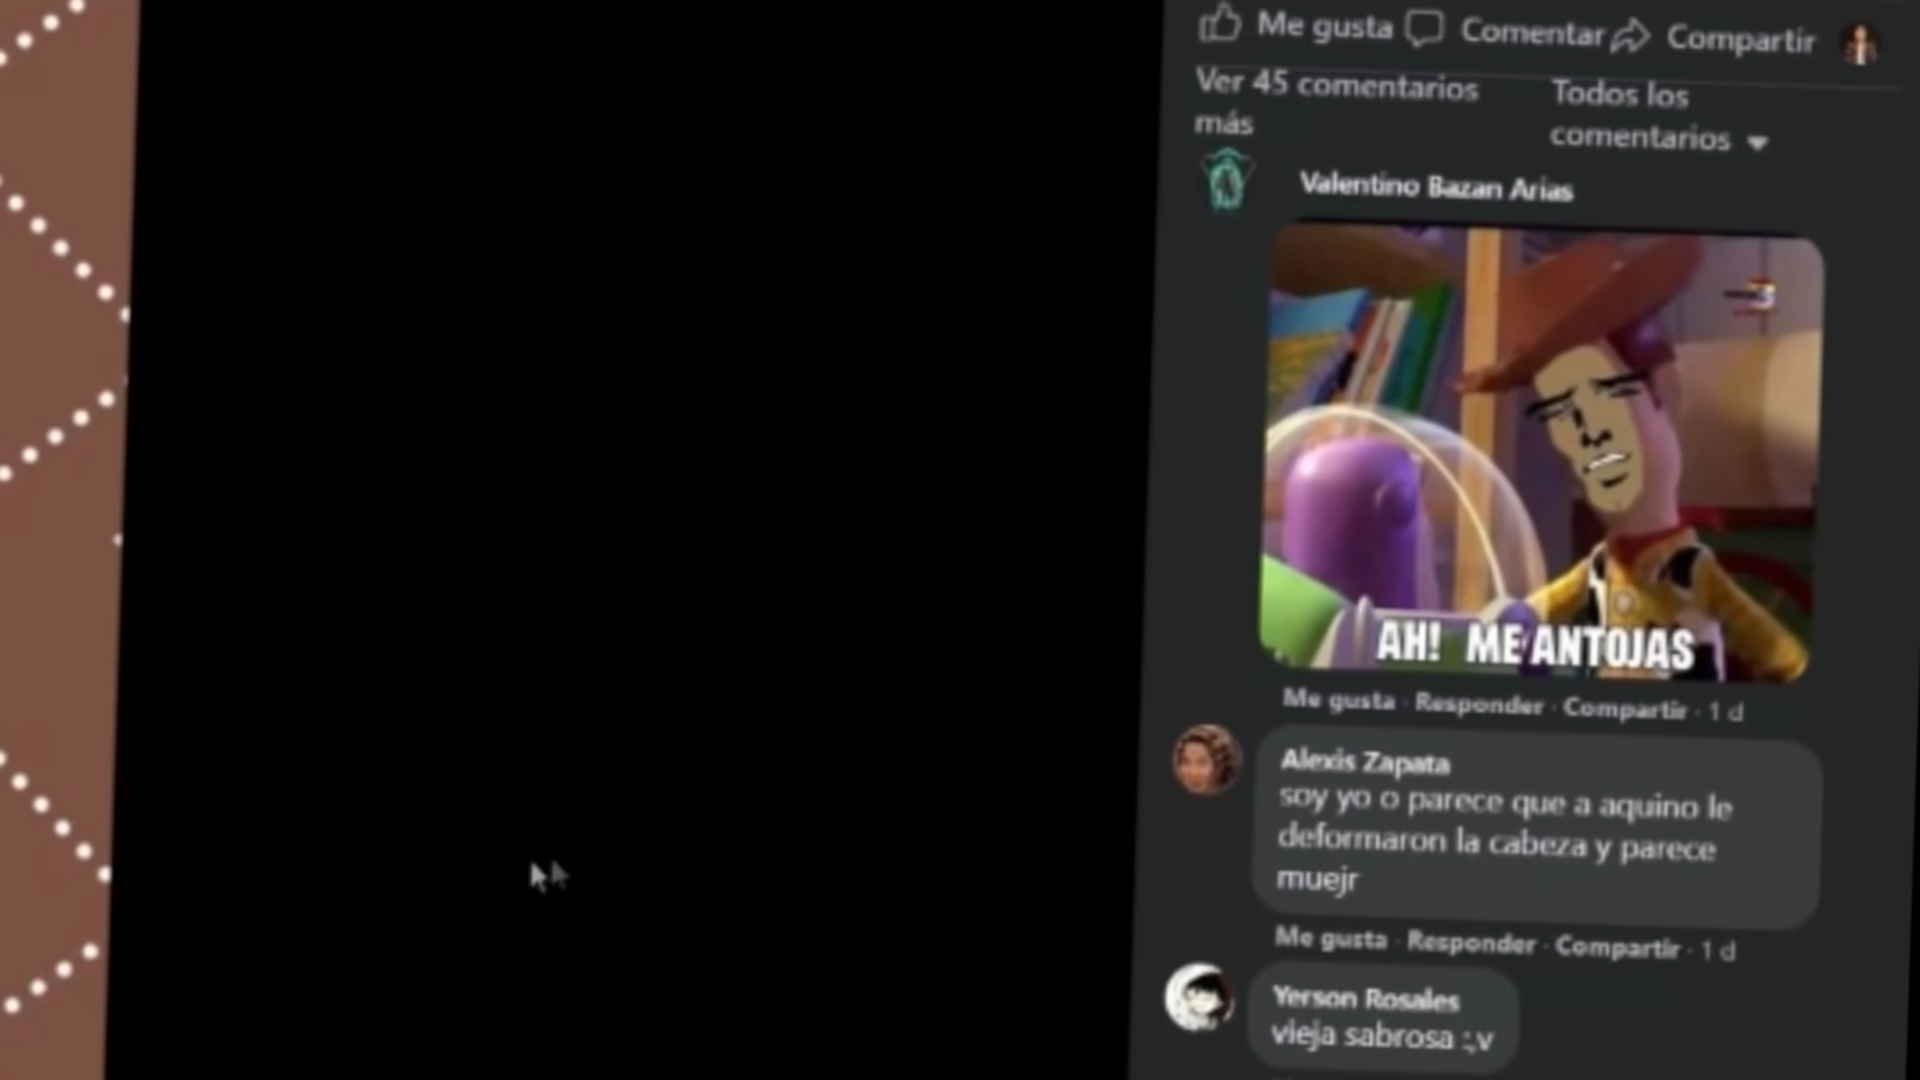 Me gusta Comentar Compartir
Ver 45 comentarios más
Todos los comentarios
Valentino Bazan Arias
AH! ME ANTOJAS
Me gusta · Responder · Compartir · 1 d
Alexis Zapata
soy yo o parece que a aquino le
deformaron la cabeza y parece
muejr
Me gusta · Responder · Compartir · 1 d
Yerson Rosales
vieja sabrosa :,v